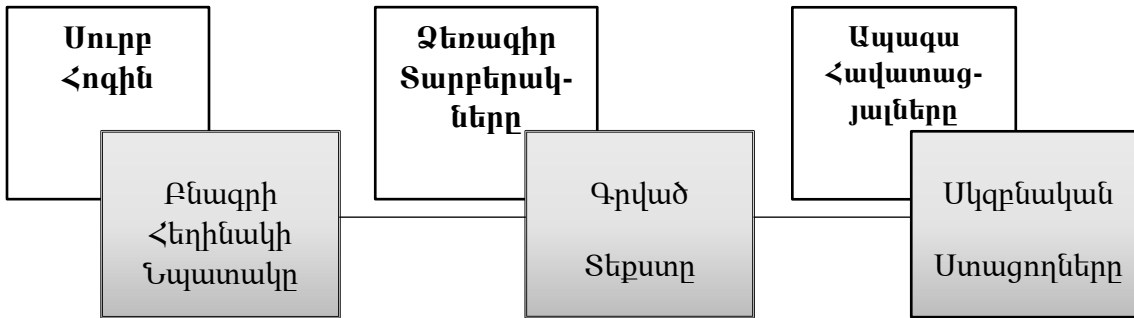 Սուրբ
Հոգին
Բնագրի
Հեղինակի
Նպատակը
Ձեռագիր
Տարբերակ-
ները
Գրված
Տեքստը
Ապագա
Հավատաց-
յալները
Սկզբնական
Ստացողները